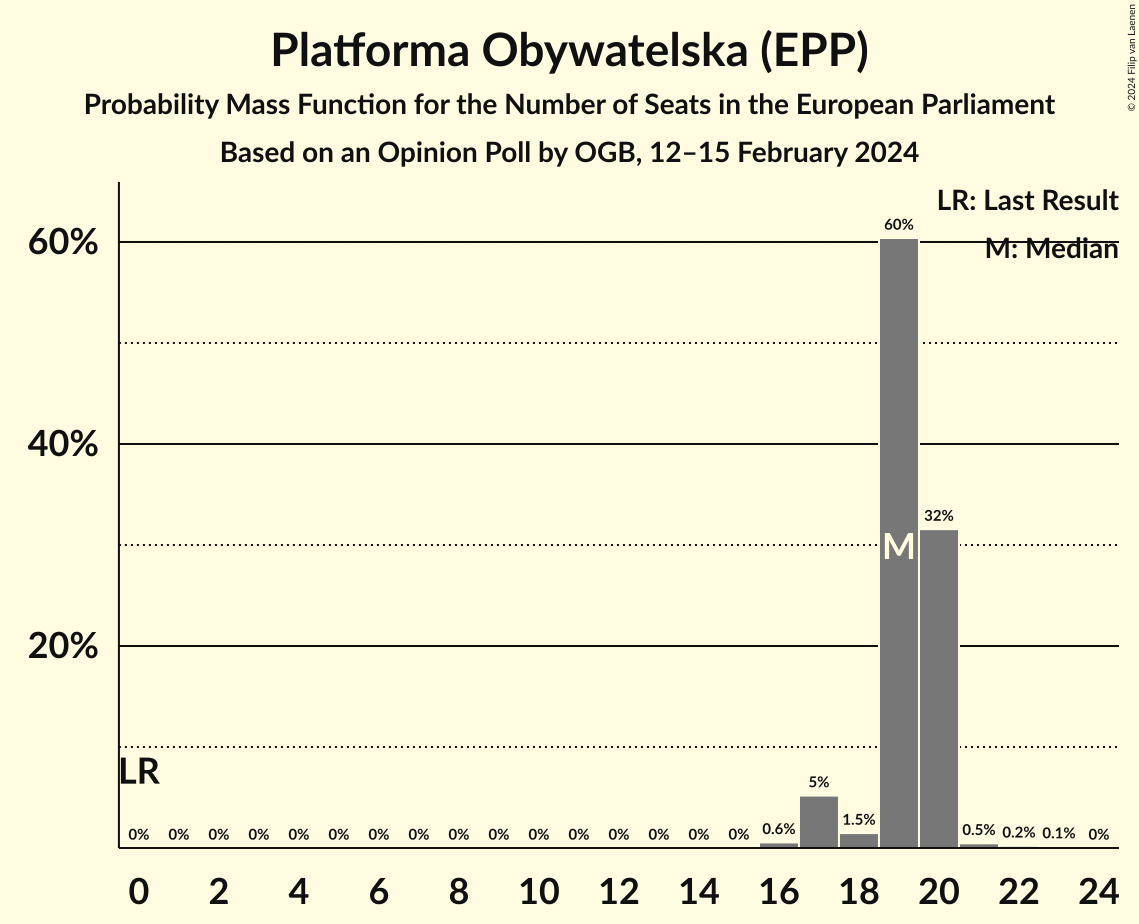 Platforma Obywatelska (EPP)
Probability Mass Function for the Number of Seats in the European Parliament
Based on an Opinion Poll by OGB, 12–15 February 2024
© 2024 Filip van Laenen
LR: Last Result
M: Median
60%
40%
20%
60%
32%
M
LR
5%
0% 0% 0% 0% 0% 0% 0% 0% 0% 0% 0% 0% 0% 0% 0% 0% 0.6% 1.5% 0.5% 0.2% 0.1% 0%
0 2 4 6 8 10 12 14 16 18 20 22 24